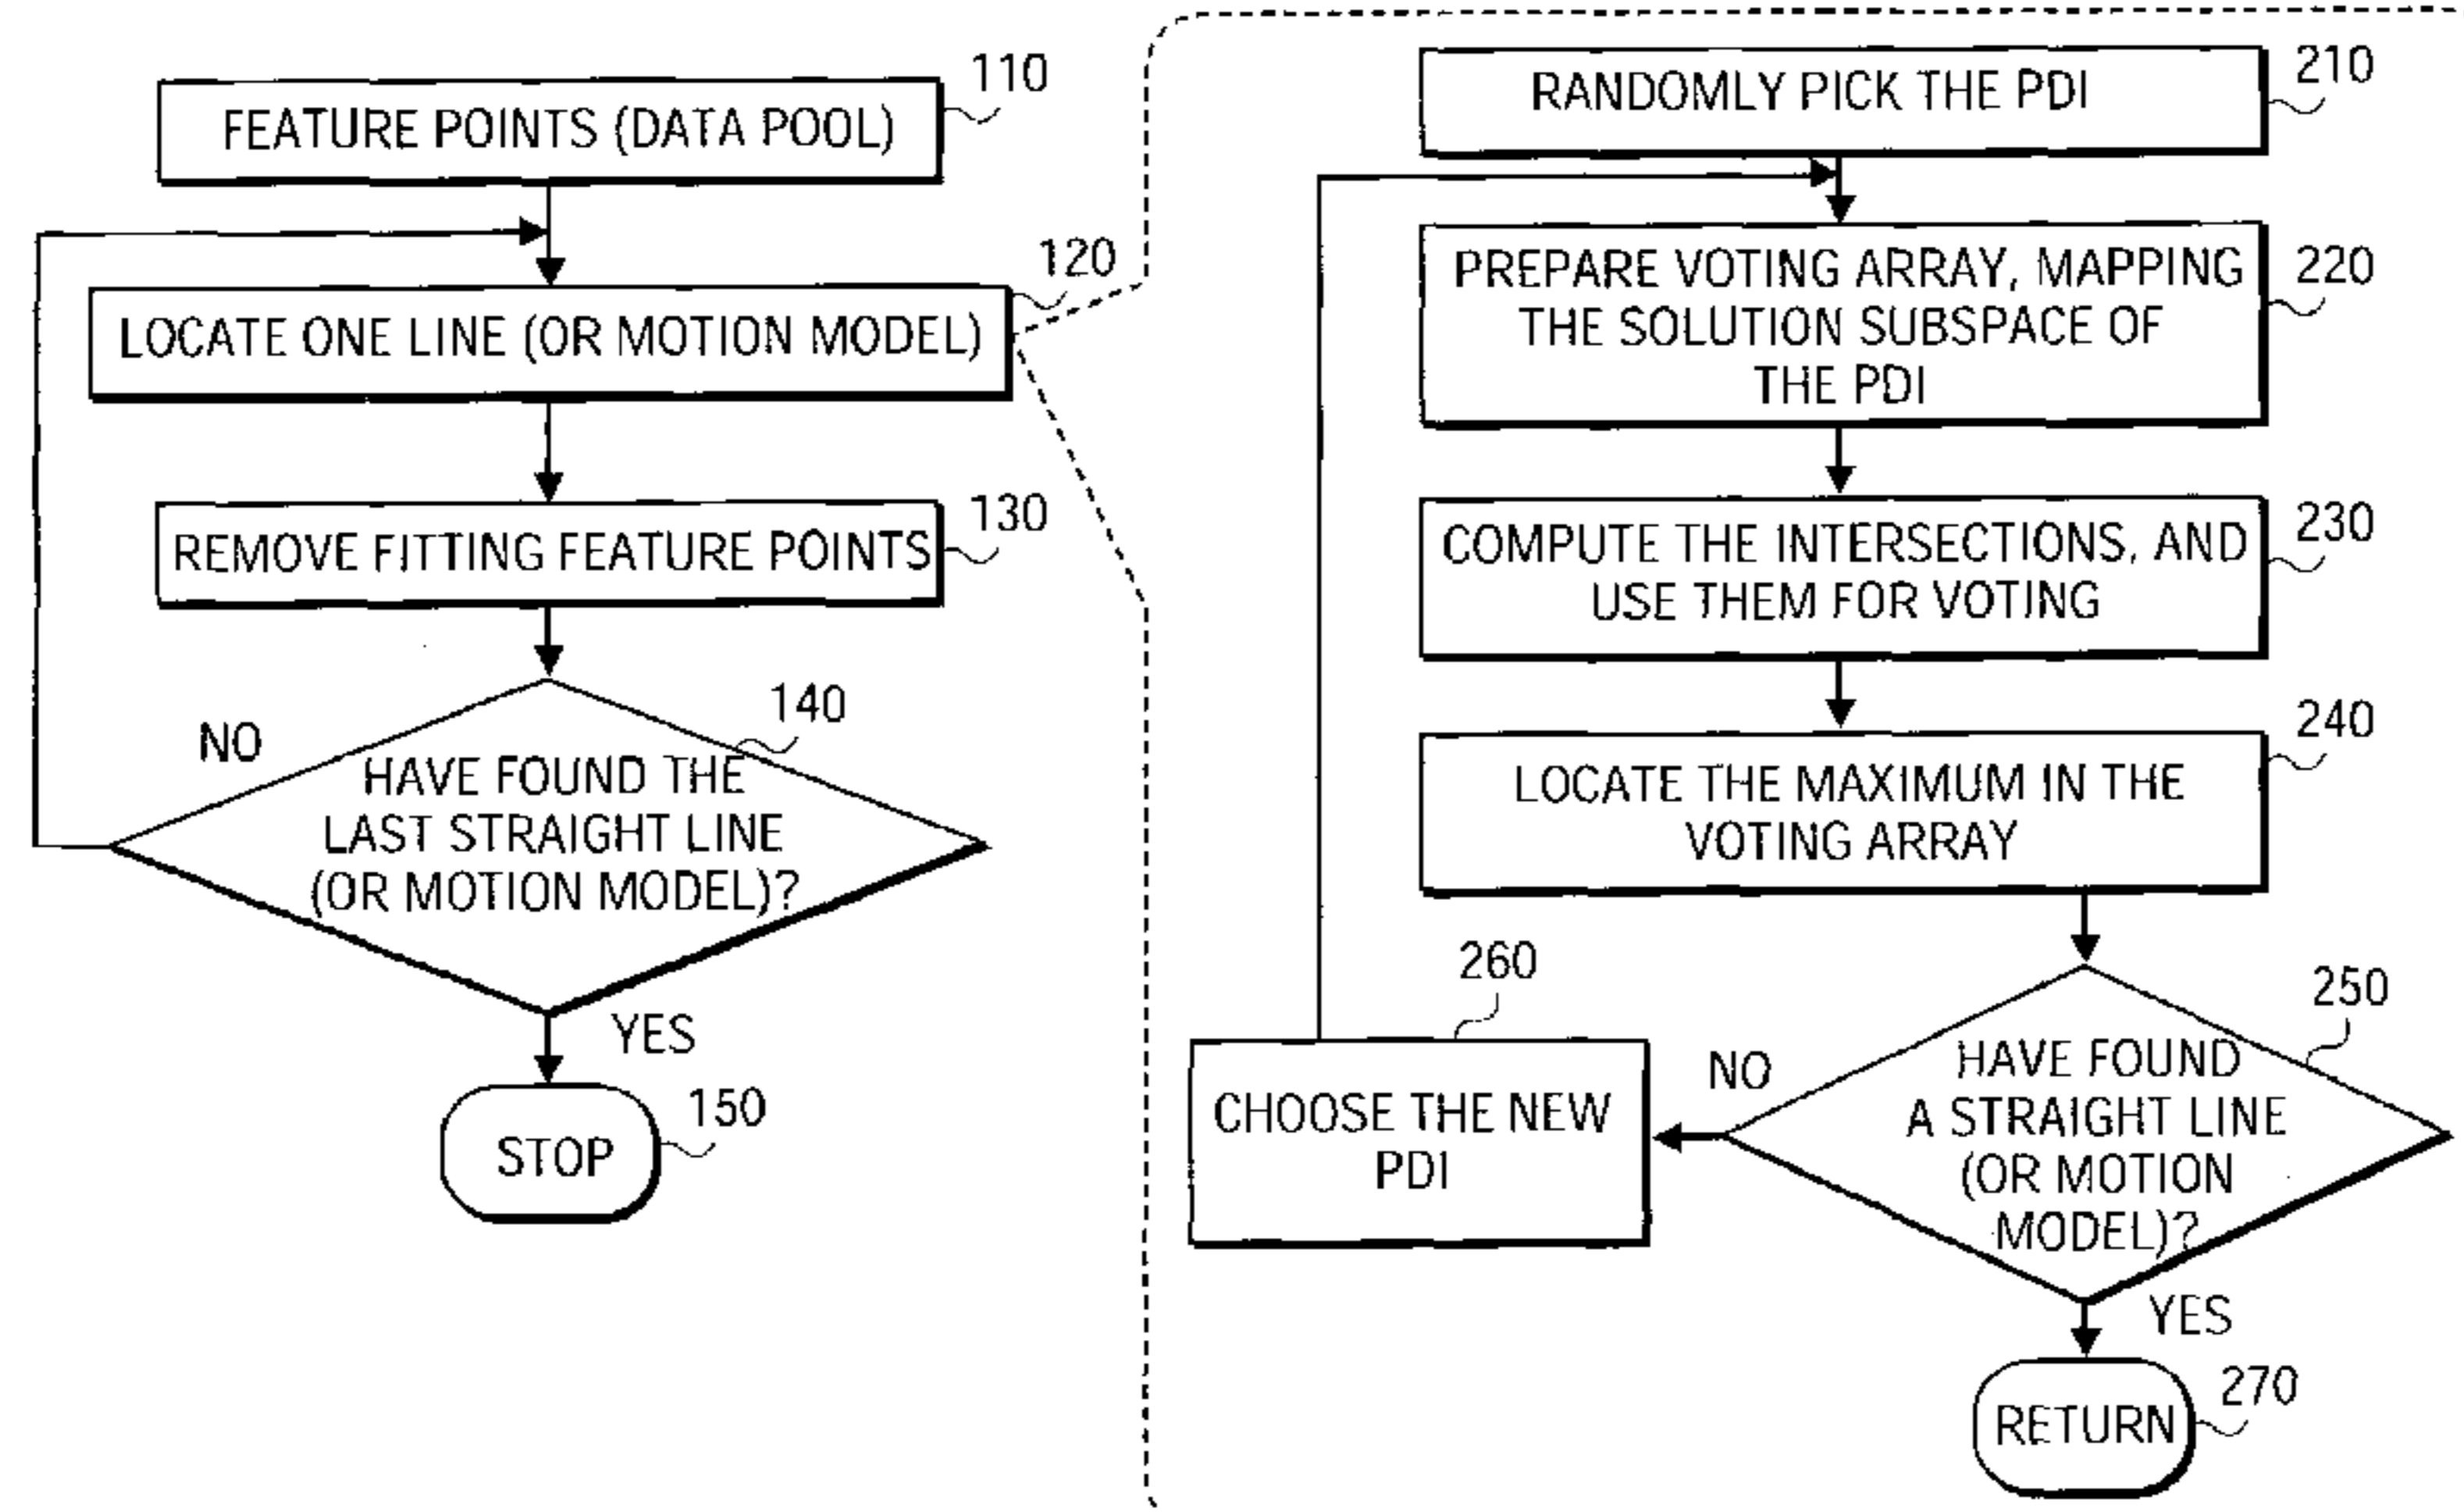 110
FEATURE POINTS (DATA POOL)
120
LOCATE ONE LINE (OR MOTION MODEL)
130
REMOVE FITTING FEATURE POINTS
140
NO
HAVE FOUND THE
LAST STRAIGHT LINE
(OR MOTION MODEL)?
YES
150
STOP
210
RANDOMLY PICK THE PDI
220
PREPARE VOTING ARRAY, MAPPING
THE SOLUTION SUBSPACE OF
THE PDI
230
COMPUTE THE INTERSECTIONS, AND
USE THEM FOR VOTING
240
LOCATE THE MAXIMUM IN THE
VOTING ARRAY
250
HAVE FOUND
A STRAIGHT LINE
(OR MOTION
MODEL)?
NO
260
CHOOSE THE NEW
PDI
YES
270
RETURN